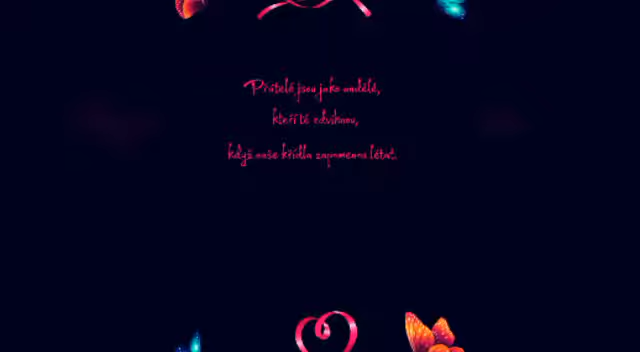 Přátelé jsou jako andělé,
kteří tě zdvihnou,
když naše křídla zapomenou létat.